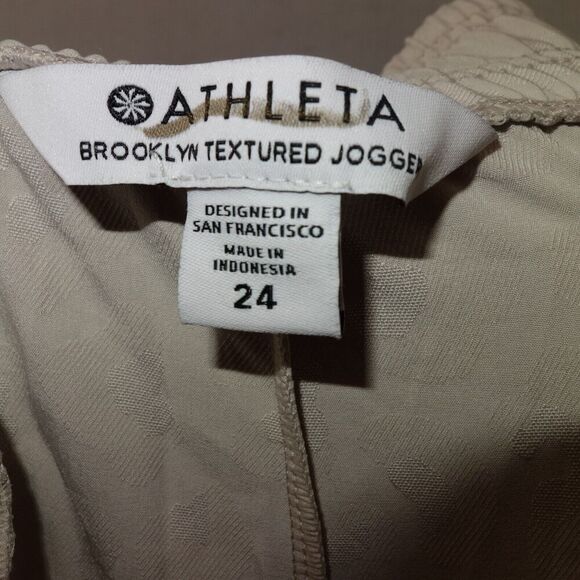 ATHLETA
BROOKLYN TEXTURED JOGGER
DESIGNED IN
SAN FRANCISCO
MADE IN
INDONESIA
24